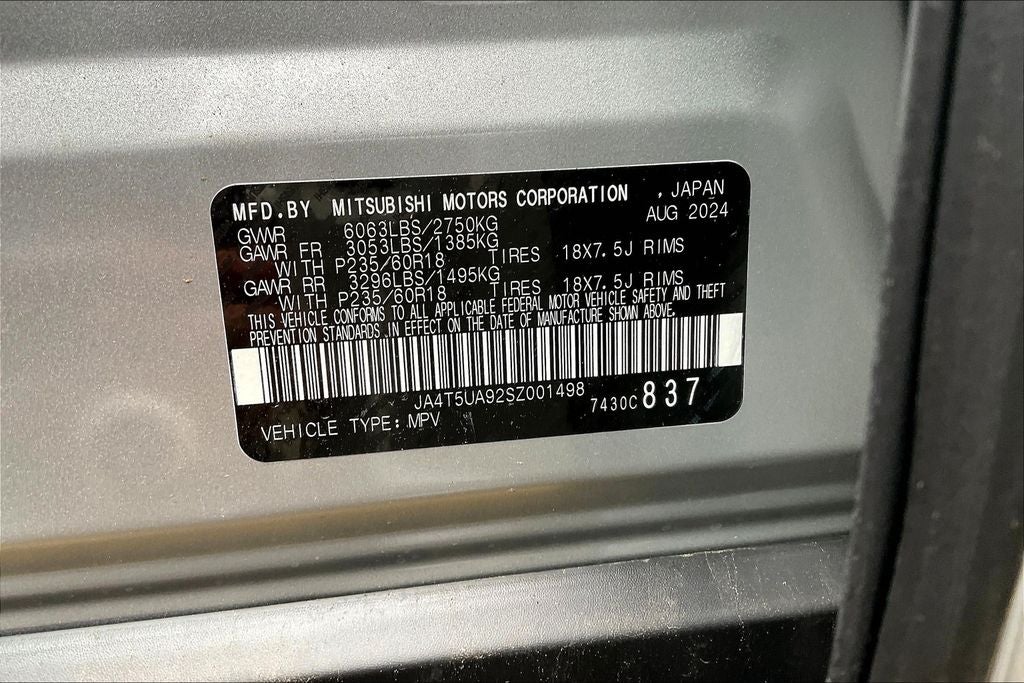 MFD.BY MITSUBISHI MOTORS CORPORATION , JAPAN
GVWR 6063LBS/2750KG AUG 2024
GAWR FR 3053LBS/1385KG
WITH P235/60R18 TIRES 18X7.5J RIMS
GAWR RR 3296LBS/1495KG
WITH P235/60R18 TIRES 18X7.5J RIMS
THIS VEHICLE CONFORMS TO ALL APPLICABLE FEDERAL MOTOR VEHICLE SAFETY AND THEFT
PREVENTION STANDARDS IN EFFECT ON THE DATE OF MANUFACTURE SHOWN ABOVE.
JA4T5UA92SZ001498
VEHICLE TYPE:MPV 7430C 837